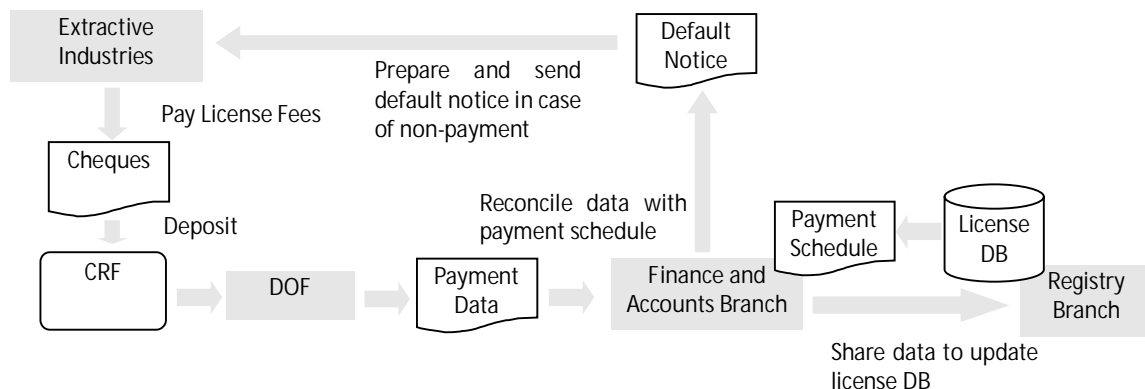 Extractive
Industries
Default
Notice
Prepare and send
default notice in case
of non-payment
Pay License Fees
Cheques
Deposit
Reconcile data with
payment schedule
Payment
Schedule
License
DB
CRF
DOF
Payment
Data
Finance and
Accounts Branch
Registry
Branch
Share data to update
license DB